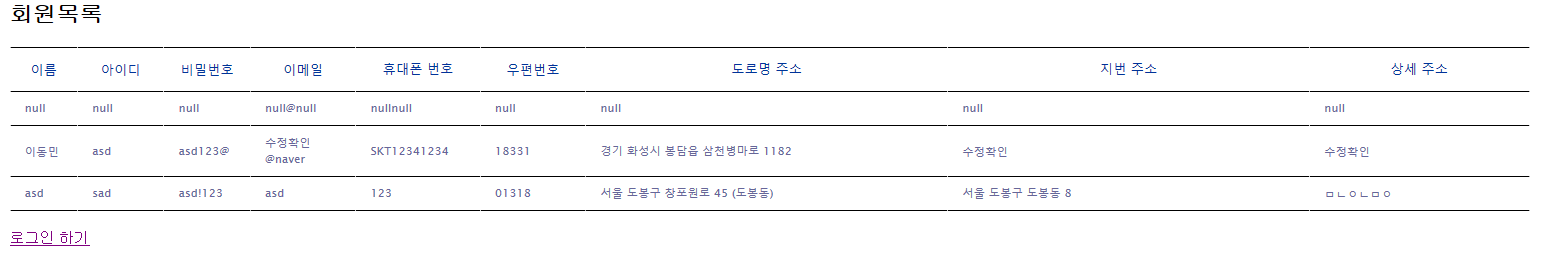 회원목록
이름 아이디 비밀번호 이메일 휴대폰 번호 우편번호 도로명 주소 지번 주소 상세 주소
null null null null@null nullnull null null null null
이동민 asd asd123@ 수정확인 @naver SKT12341234 18331 경기 화성시 봉담읍 삼천병마로 1182 수정확인 수정확인
asd sad asd!123 asd 123 01318 서울 도봉구 창포원로 45 (도봉동) 서울 도봉구 도봉동 8 ㅁㄴㅇㄴㅁㅇ
로그인 하기